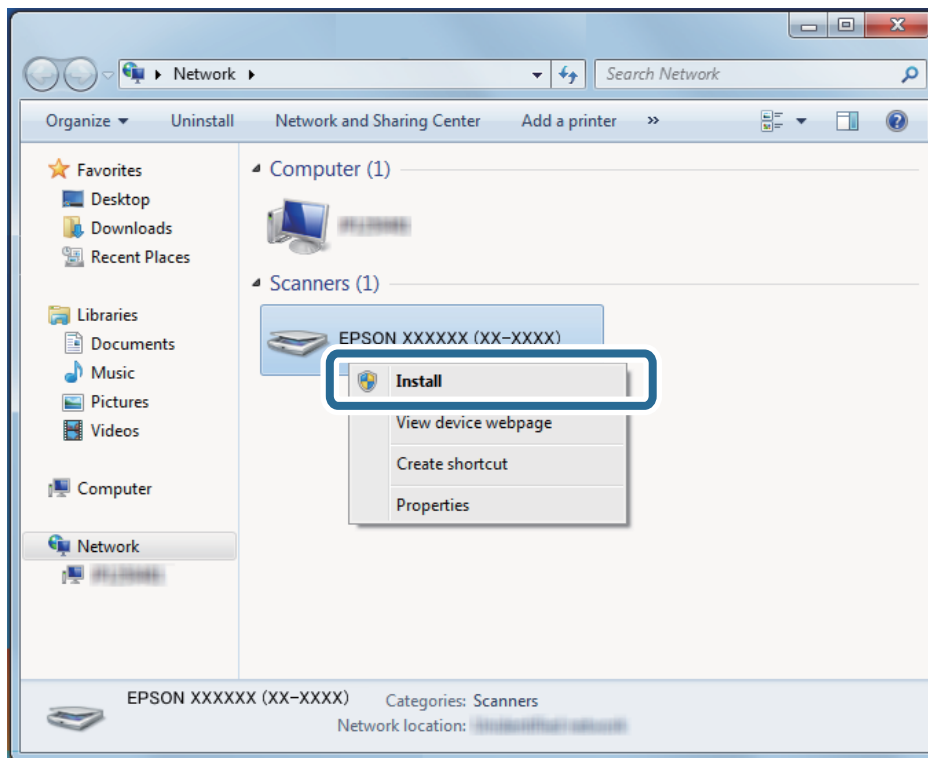 Network
Search Network
Organize Uninstall Network and Sharing Center Add a printer »
Favorites
Desktop
Downloads
Recent Places
Libraries
Documents
Music
Pictures
Videos
Computer
Network
Computer (1)
Scanners (1)
EPSON XXXXXX (XX-XXXX)
Install
View device webpage
Create shortcut
Properties
EPSON XXXXXX (XX-XXXX) Categories: Scanners
Network location: